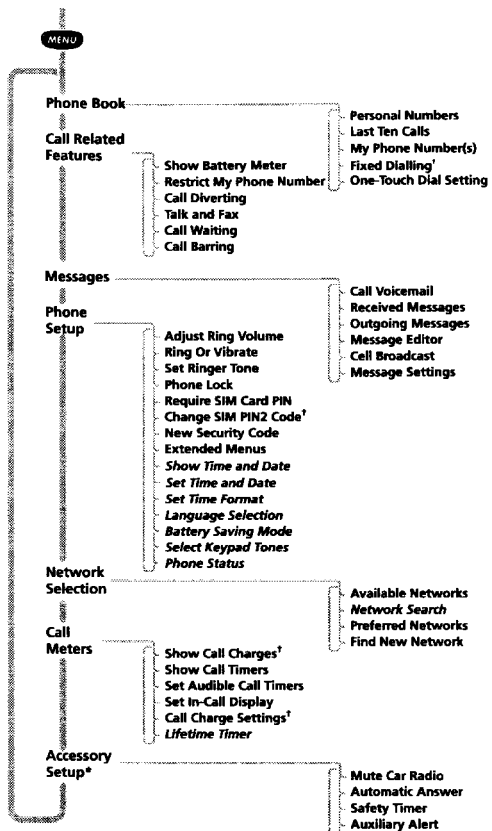 MENU
Phone Book
Personal Numbers
Last Ten Calls
My Phone Number(s)
Fixed Dialling†
One-Touch Dial Setting
Call Related
Features
Show Battery Meter
Restrict My Phone Number
Call Diverting
Talk and Fax
Call Waiting
Call Barring
Messages
Call Voicemail
Received Messages
Outgoing Messages
Message Editor
Cell Broadcast
Message Settings
Phone
Setup
Adjust Ring Volume
Ring Or Vibrate
Set Ringer Tone
Phone Lock
Require SIM Card PIN
Change SIM PIN2 Code†
New Security Code
Extended Menus
Show Time and Date
Set Time and Date
Set Time Format
Language Selection
Battery Saving Mode
Select Keypad Tones
Phone Status
Network
Selection
Available Networks
Network Search
Preferred Networks
Find New Network
Call
Meters
Show Call Charges†
Show Call Timers
Set Audible Call Timers
Set In-Call Display
Call Charge Settings†
Lifetime Timer
Accessory
Setup*
Mute Car Radio
Automatic Answer
Safety Timer
Auxiliary Alert